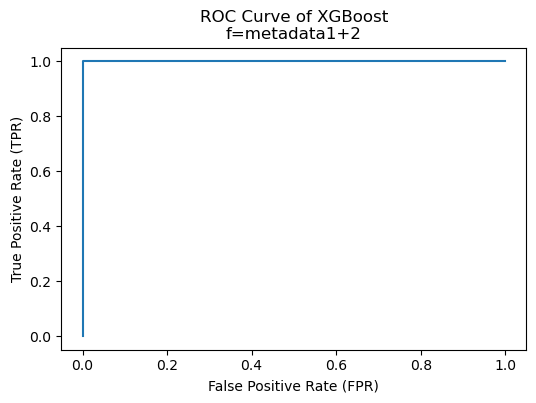 ROC Curve of XGBoost
f=metadata1+2
True Positive Rate (TPR)
1.0
0.8
0.6
0.4
0.2
0.0
0.0 0.2 0.4 0.6 0.8 1.0
False Positive Rate (FPR)